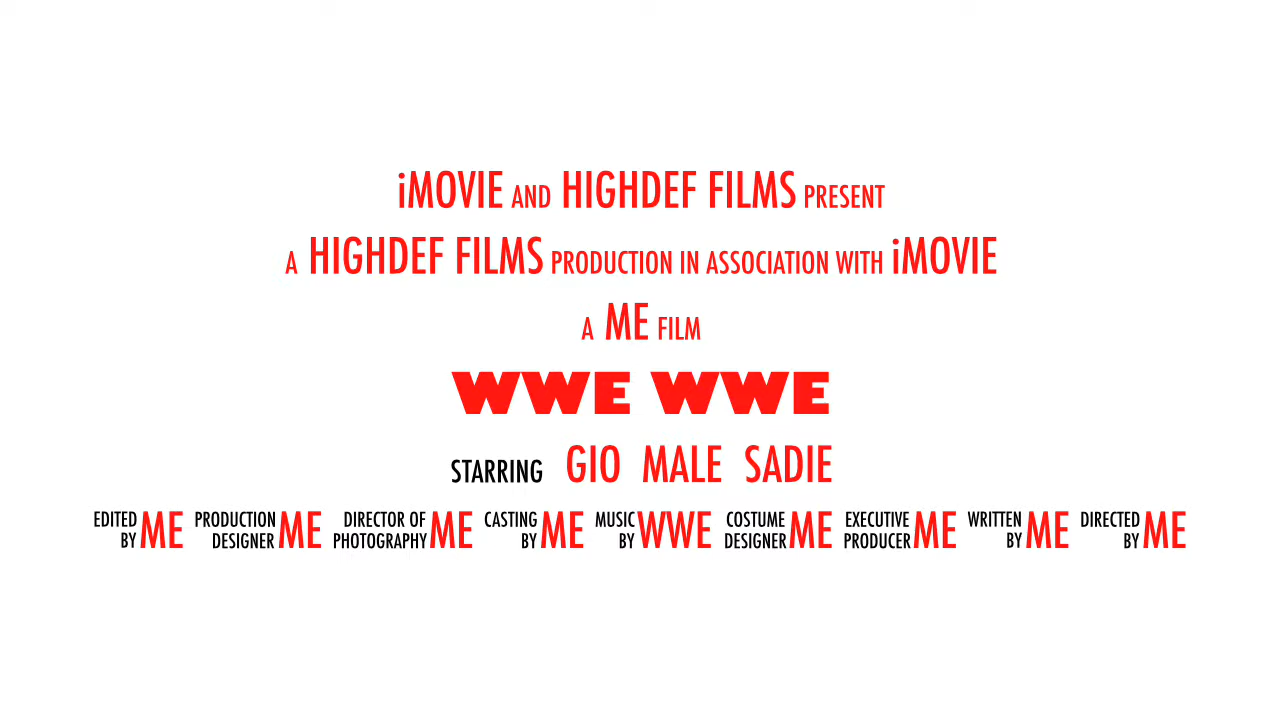 iMOVIE AND HIGHDEF FILMS PRESENT
A HIGHDEF FILMS PRODUCTION IN ASSOCIATION WITH iMOVIE
A ME FILM
WWE WWE
STARRING GIO MALE SADIE
EDITED BY ME PRODUCTION DESIGNER ME DIRECTOR OF PHOTOGRAPHY ME CASTING BY ME MUSIC BY WWE COSTUME DESIGNER ME EXECUTIVE PRODUCER ME WRITTEN BY ME DIRECTED BY ME